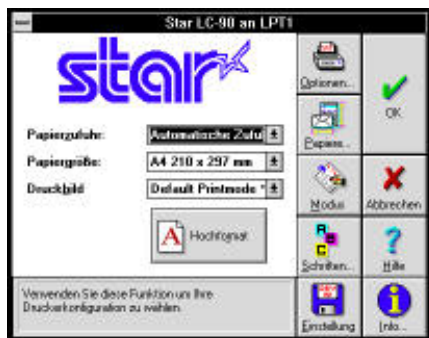 Star LC-90 an LPT1
star
Papierzufuhr:
Automatische Zufu
Papiergröße:
A4 210 x 297 mm
Druckbild
Default Printmode *
Hochformat
Verwenden Sie diese Funktion um Ihre
Druckerkonfiguration zu wählen.
Optionen...
OK
Papiere...
Modus
Abbrechen
Schriften...
Hilfe
Einstellung
Info...